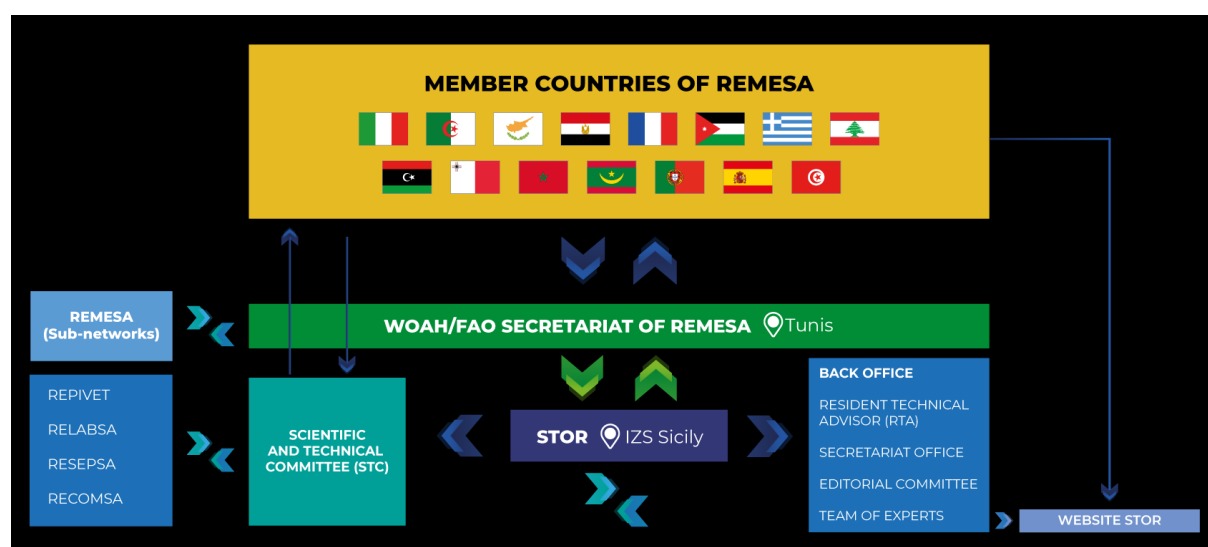 MEMBER COUNTRIES OF REMESA
REMESA
(Sub-networks)
WOAH/FAO SECRETARIAT OF REMESA Tunis
REPIVET
RELABSA
RESEPSA
RECOMSA
SCIENTIFIC
AND TECHNICAL
COMMITTEE (STC)
STOR IZS Sicily
BACK OFFICE
RESIDENT TECHNICAL
ADVISOR (RTA)
SECRETARIAT OFFICE
EDITORIAL COMMITTEE
TEAM OF EXPERTS
WEBSITE STOR